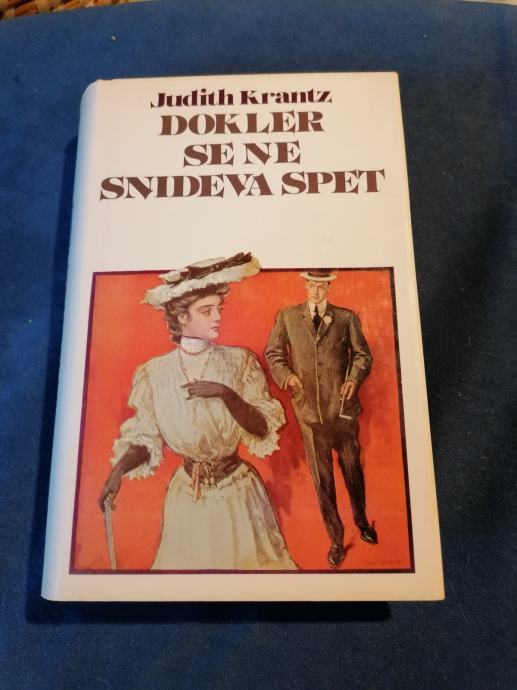 Judith Krantz
DOKLER
SE NE
SNIDEVA SPET